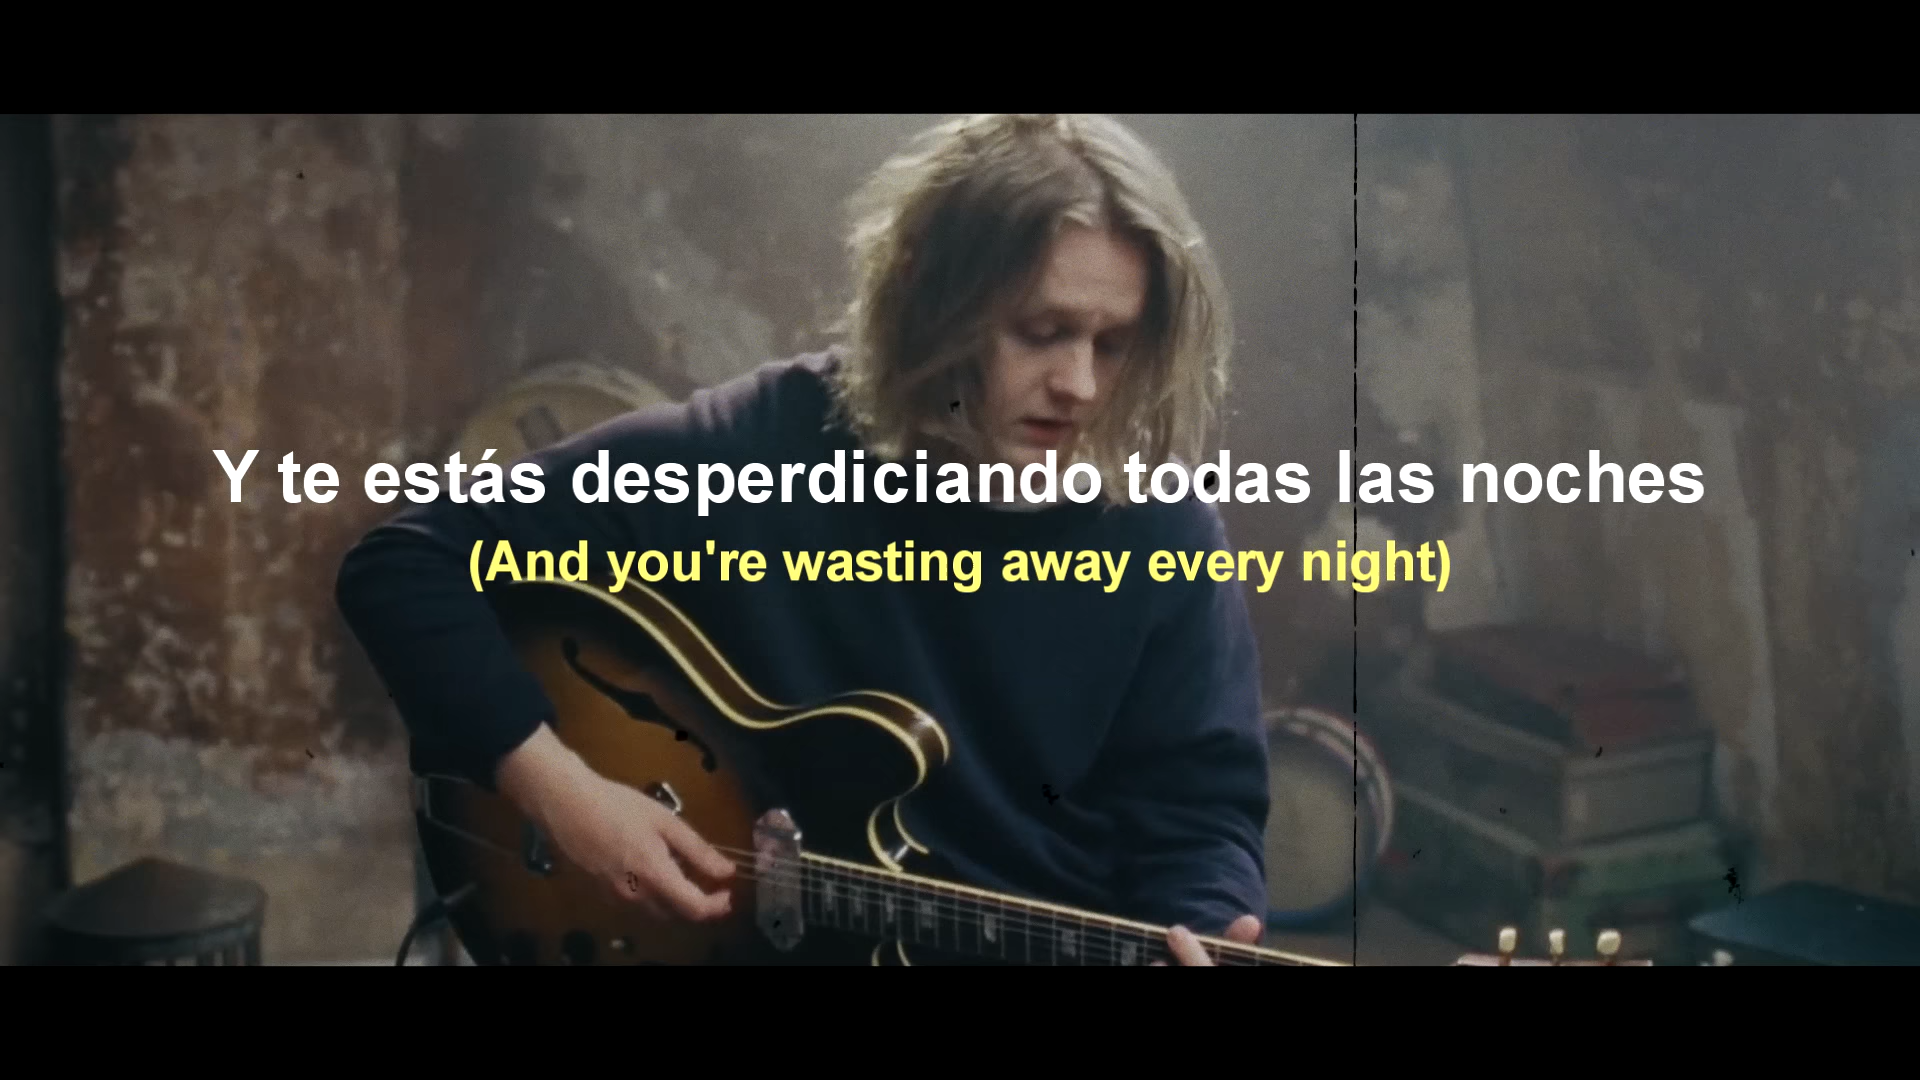 Y te estás desperdiciando todas las noches
(And you're wasting away every night)